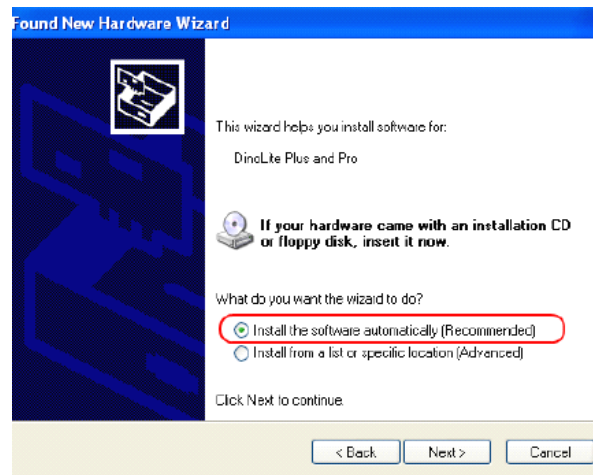 Found New Hardware Wizard
This wizard helps you install software for:
DinoLite Plus and Pro
If your hardware came with an installation CD
or floppy disk, insert it now.
What do you want the wizard to do?
Install the software automatically (Recommended)
Install from a list or specific location (Advanced)
Click Next to continue.
< Back
Next >
Cancel